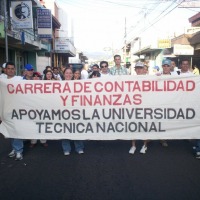 CARRERA DE CONTABILIDAD
Y FINANZAS
APOYAMOS LA UNIVERSIDAD
TECNICA NACIONAL